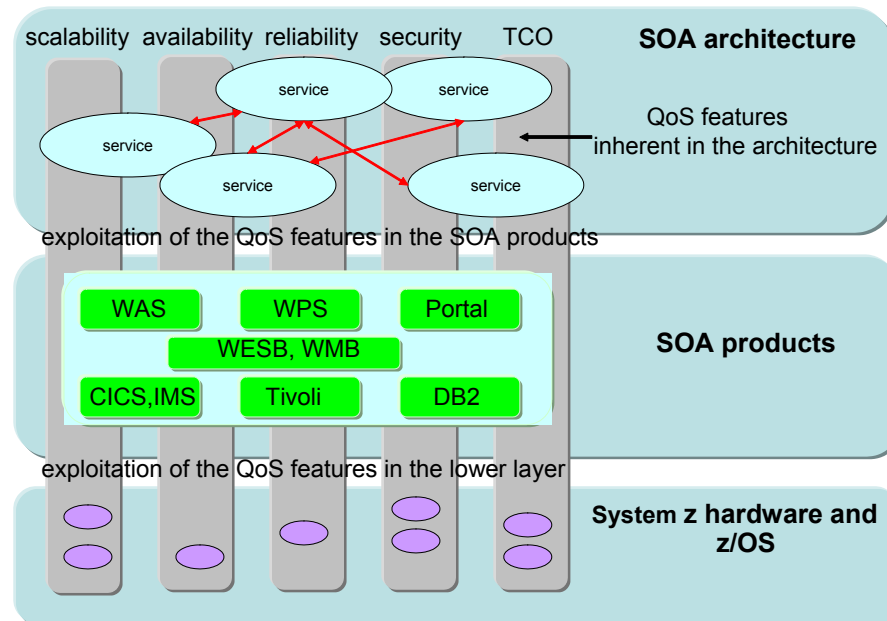 scalability availability reliability security TCO
SOA architecture
service
service
service
service
service
QoS features
inherent in the architecture
exploitation of the QoS features in the SOA products
WAS
WPS
Portal
WESB, WMB
CICS,IMS
Tivoli
DB2
SOA products
exploitation of the QoS features in the lower layer
System z hardware and
z/OS